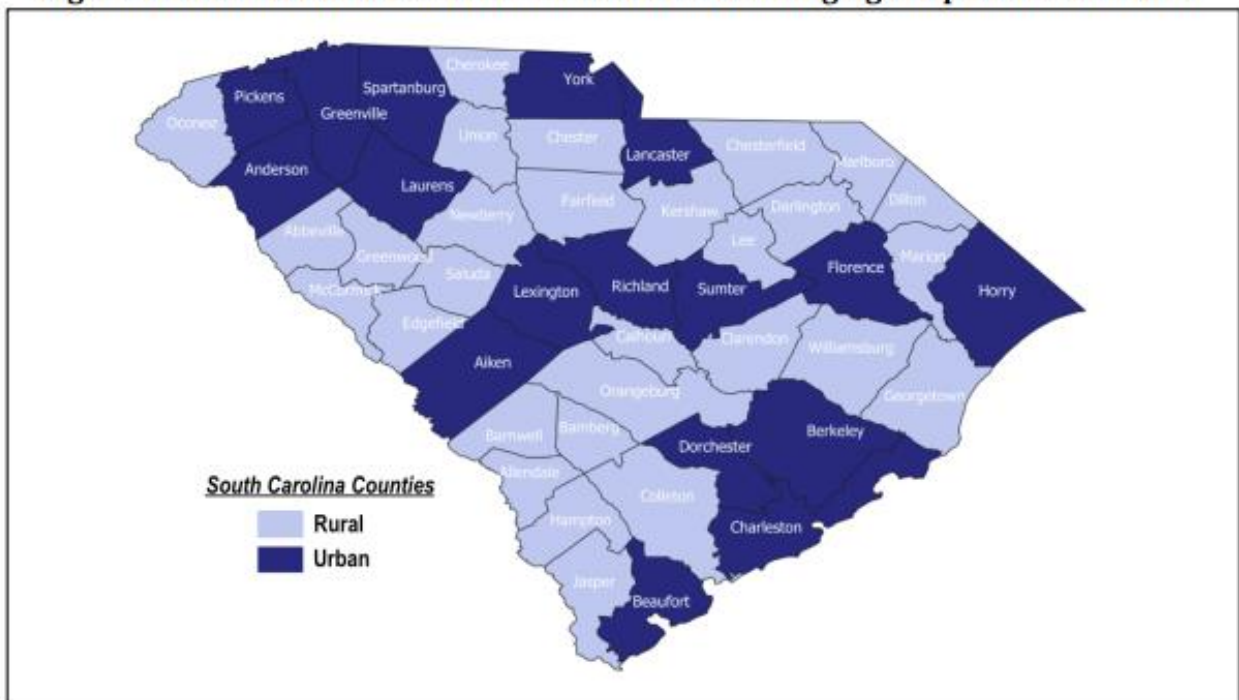 Cherokee
York
Spartanburg
Pickens
Greenville
Oconee
Union
Chester
Lancaster
Chesterfield
Marlboro
Anderson
Laurens
Fairfield
Kershaw
Darlington
Dillon
Newberry
Abbeville
Greenwood
Saluda
Lee
Florence
Marion
McCormick
Lexington
Richland
Sumter
Horry
Edgefield
Calhoun
Clarendon
Williamsburg
Aiken
Orangeburg
Georgetown
Barnwell
Bamberg
Dorchester
Berkeley
Allendale
Colleton
Hampton
Charleston
Jasper
Beaufort
South Carolina Counties
Rural
Urban